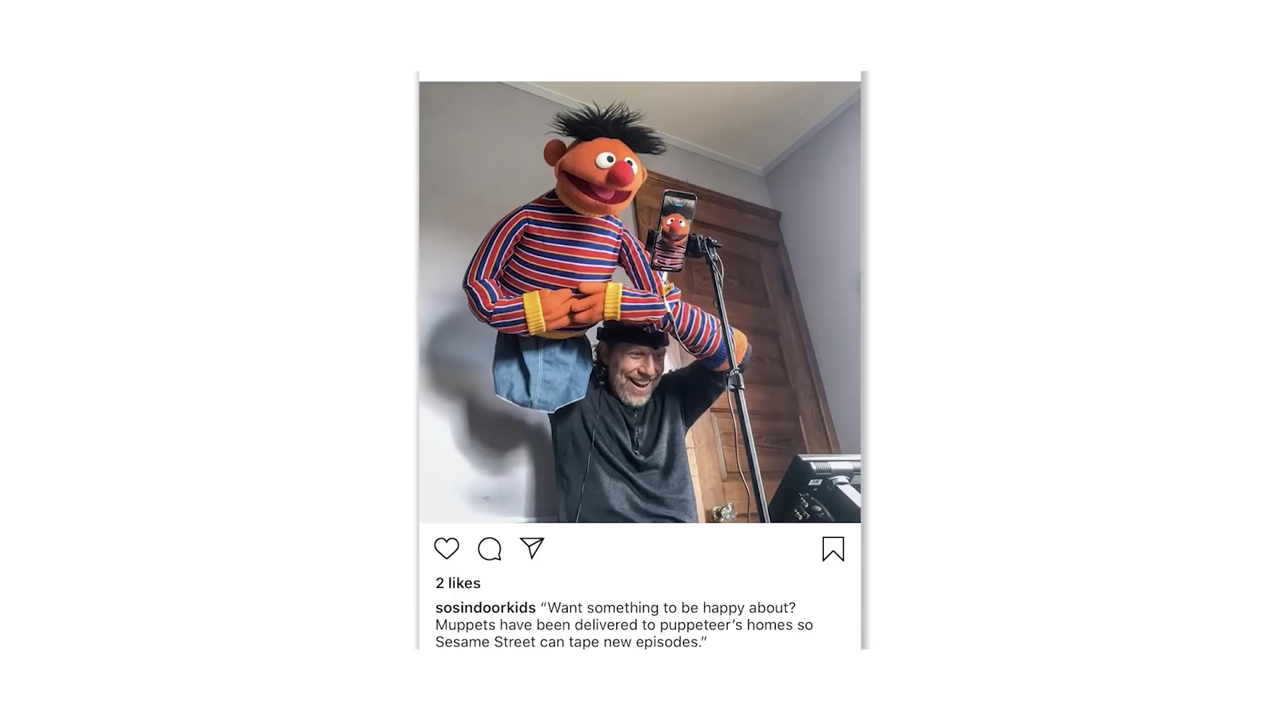 2 likes
sosindoorkids “Want something to be happy about?
Muppets have been delivered to puppeteer’s homes so
Sesame Street can tape new episodes.”